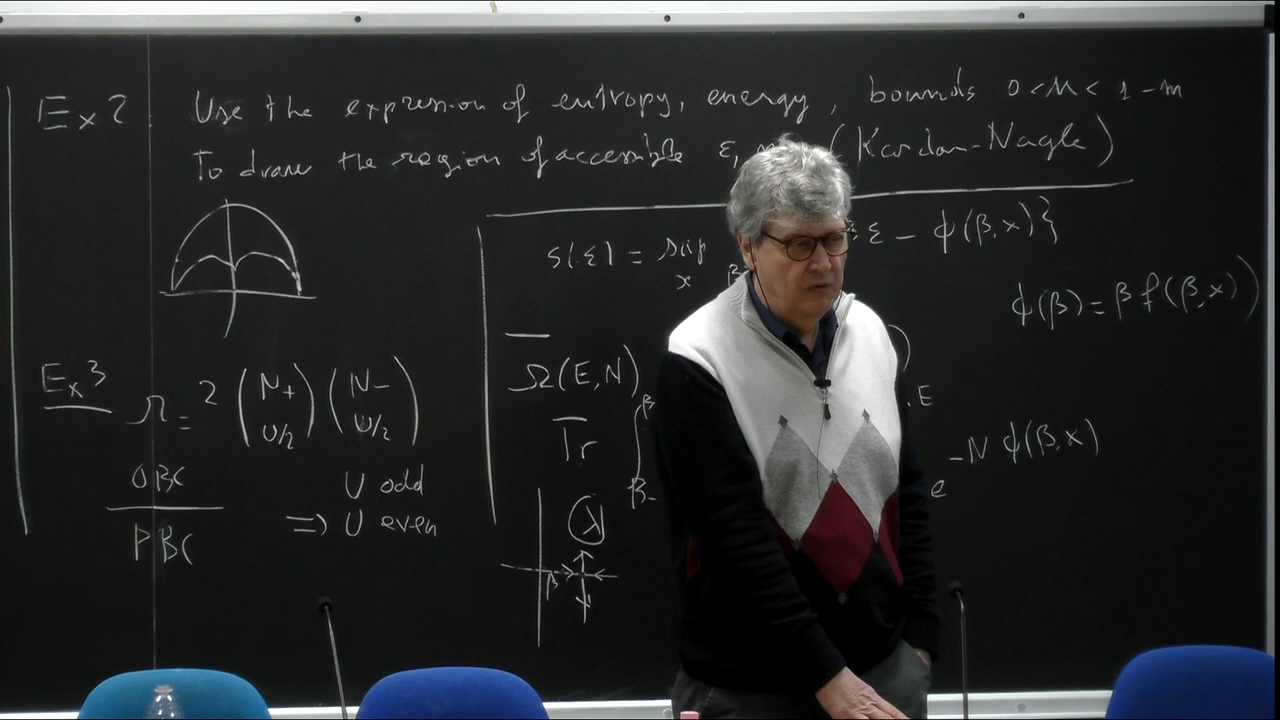 Ex 2 Use the expression of entropy, energy, bounds 0 < M < 1 - m
To draw the region of accessible ε, (Kardar-Nagle)
S(ε) = sup ε - ϕ(β,x)}
x
ϕ(β) = β f(β,x))
Ex 3 Ω = 2 (N+ U/2) (N- U/2)
OBC U odd
PBC => U even
Ω(E,N)
. E
Tr ∫ β
β-
e -N ϕ(β,x)
(λ)
β